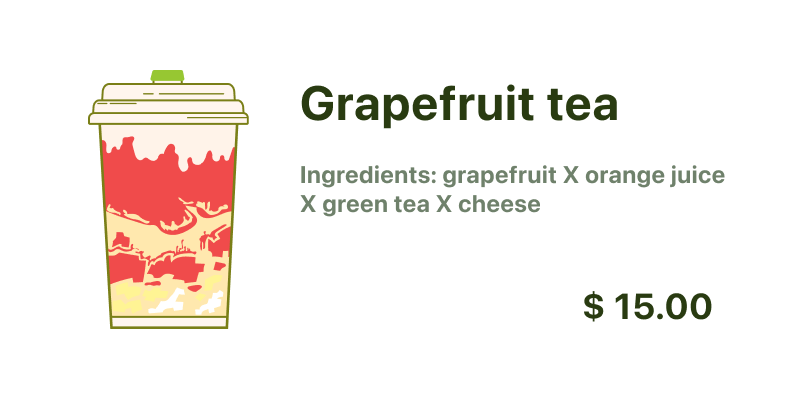 Grapefruit tea
Ingredients: grapefruit X orange juice
X green tea X cheese
$ 15.00